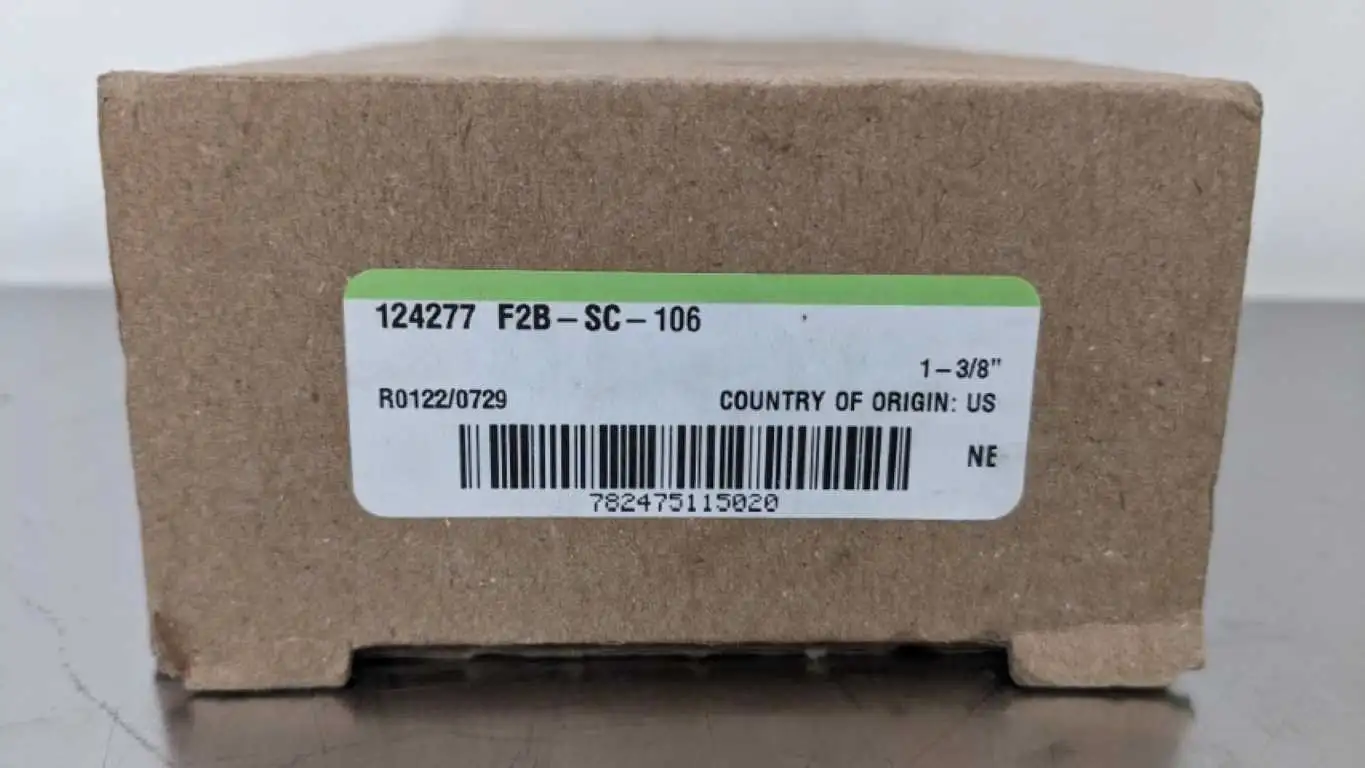 124277 F2B-SC-106
1-3/8"
R0122/0729 COUNTRY OF ORIGIN: US
NE
782475115020